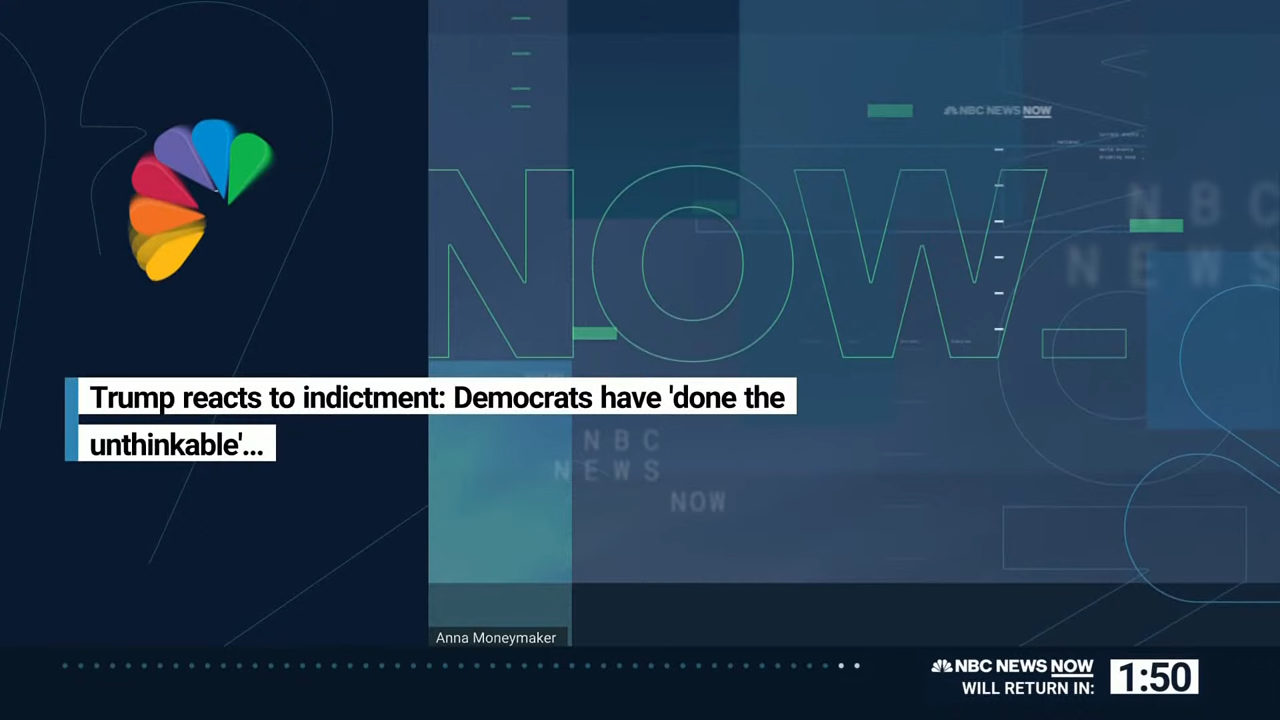 NBC NEWS NOW
NOW
NBC
NEWS
Trump reacts to indictment: Democrats have 'done the
unthinkable'...
NBC
NEWS
NOW
Anna Moneymaker
NBC NEWS NOW
WILL RETURN IN: 1:50